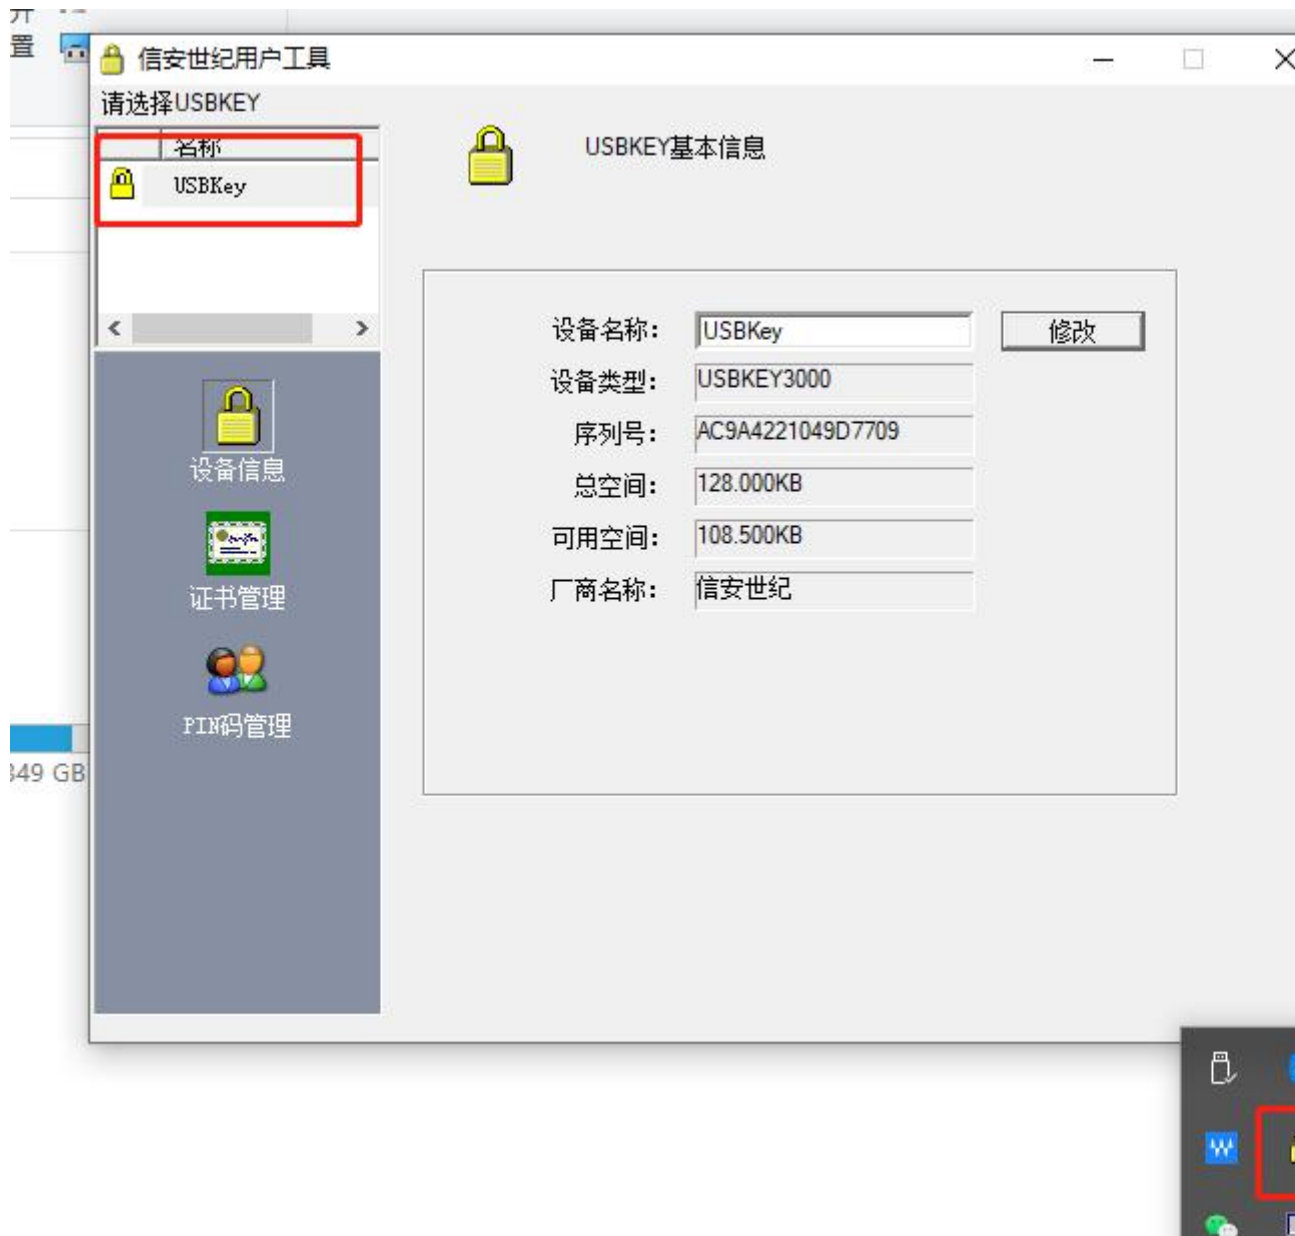 置
信安世纪用户工具
请选择USBKEY
名称
USBKey
USBKEY基本信息
设备名称： USBKey 修改
设备类型： USBKEY3000
序列号： AC9A4221049D7709
总空间： 128.000KB
可用空间： 108.500KB
厂商名称： 信安世纪
设备信息
证书管理
PIN码管理
349 GB